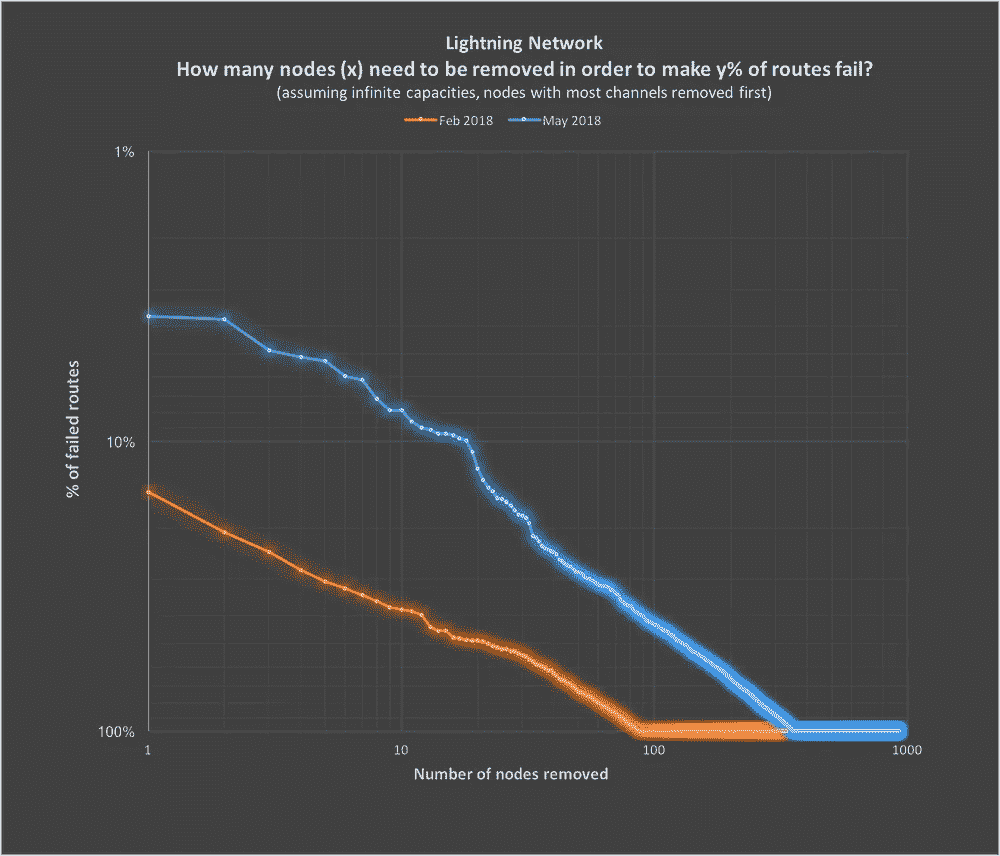 Lightning Network
How many nodes (x) need to be removed in order to make y% of routes fail?
(assuming infinite capacities, nodes with most channels removed first)
Feb 2018 May 2018
1%
10%
100%
% of failed routes
1 10 100 1000
Number of nodes removed